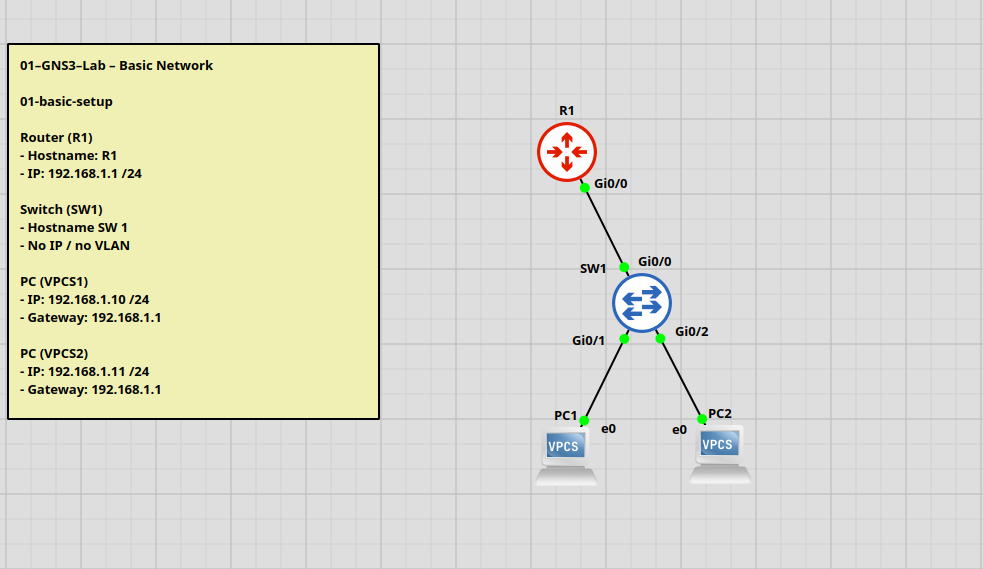 01–GNS3–Lab – Basic Network
01-basic-setup
Router (R1)
- Hostname: R1
- IP: 192.168.1.1 /24
Switch (SW1)
- Hostname SW 1
- No IP / no VLAN
PC (VPCS1)
- IP: 192.168.1.10 /24
- Gateway: 192.168.1.1
PC (VPCS2)
- IP: 192.168.1.11 /24
- Gateway: 192.168.1.1
R1
Gi0/0
SW1
Gi0/0
Gi0/1
Gi0/2
PC1
e0
e0
PC2
VPCS
VPCS